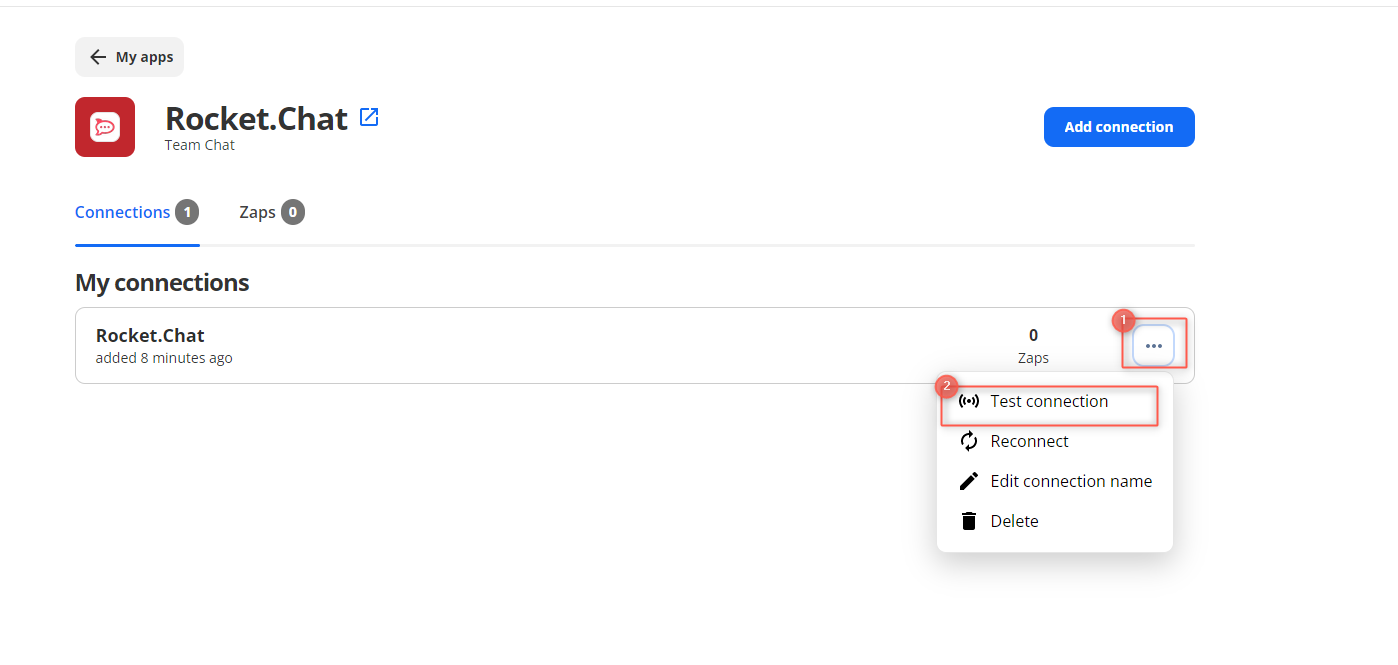 My apps
Rocket.Chat
Team Chat
Add connection
Connections 1 Zaps 0
My connections
Rocket.Chat
added 8 minutes ago
0
Zaps
1
2
Test connection
Reconnect
Edit connection name
Delete